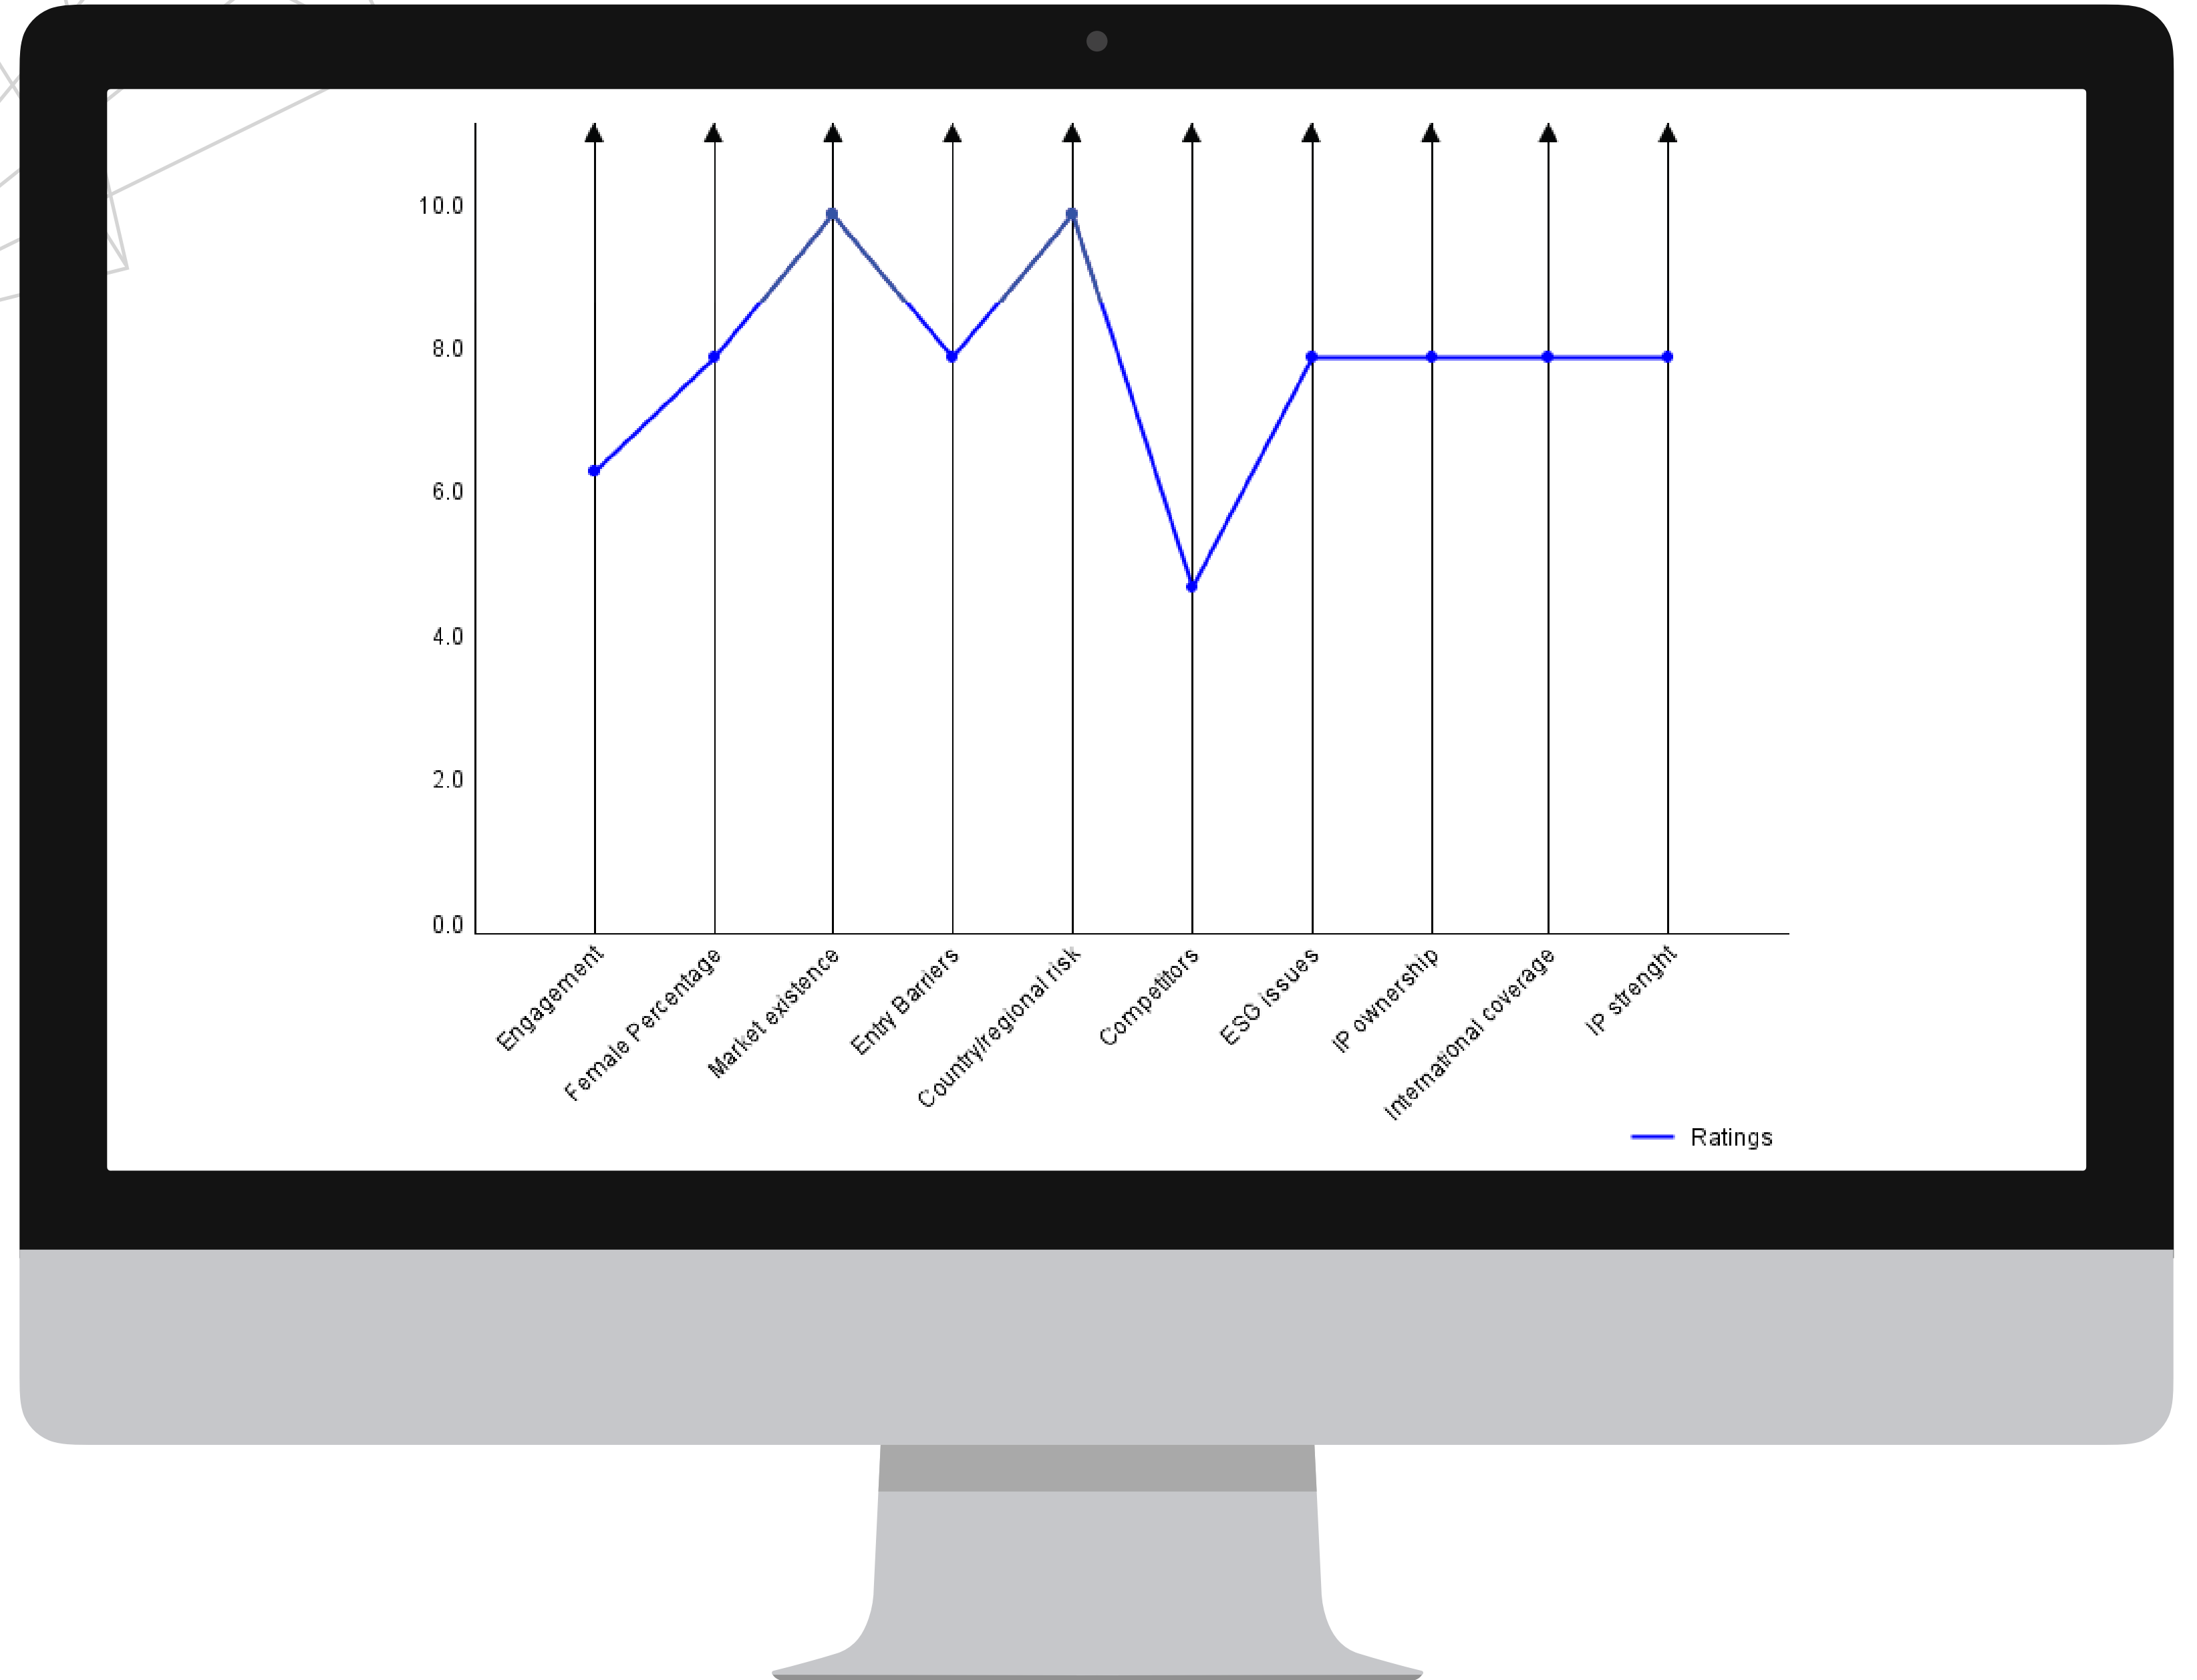 10.0
8.0
6.0
4.0
2.0
0.0
Engagement
Female Percentage
Market existence
Entry Barriers
Country/regional risk
Competitors
ESG issues
IP ownership
International coverage
IP strenght
Ratings